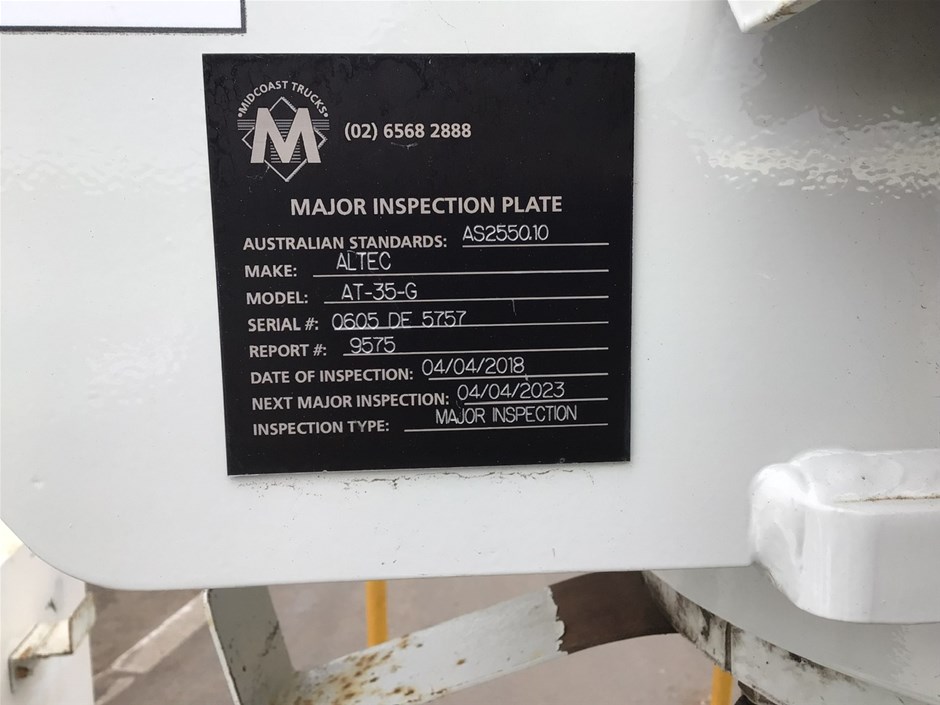 MIDCOAST TRUCKS
M
(02) 6568 2888
MAJOR INSPECTION PLATE
AUSTRALIAN STANDARDS: AS2550.10
MAKE: ALTEC
MODEL: AT-35-G
SERIAL #: 0605 DE 5757
REPORT #: 9575
DATE OF INSPECTION: 04/04/2018
NEXT MAJOR INSPECTION: 04/04/2023
INSPECTION TYPE: MAJOR INSPECTION